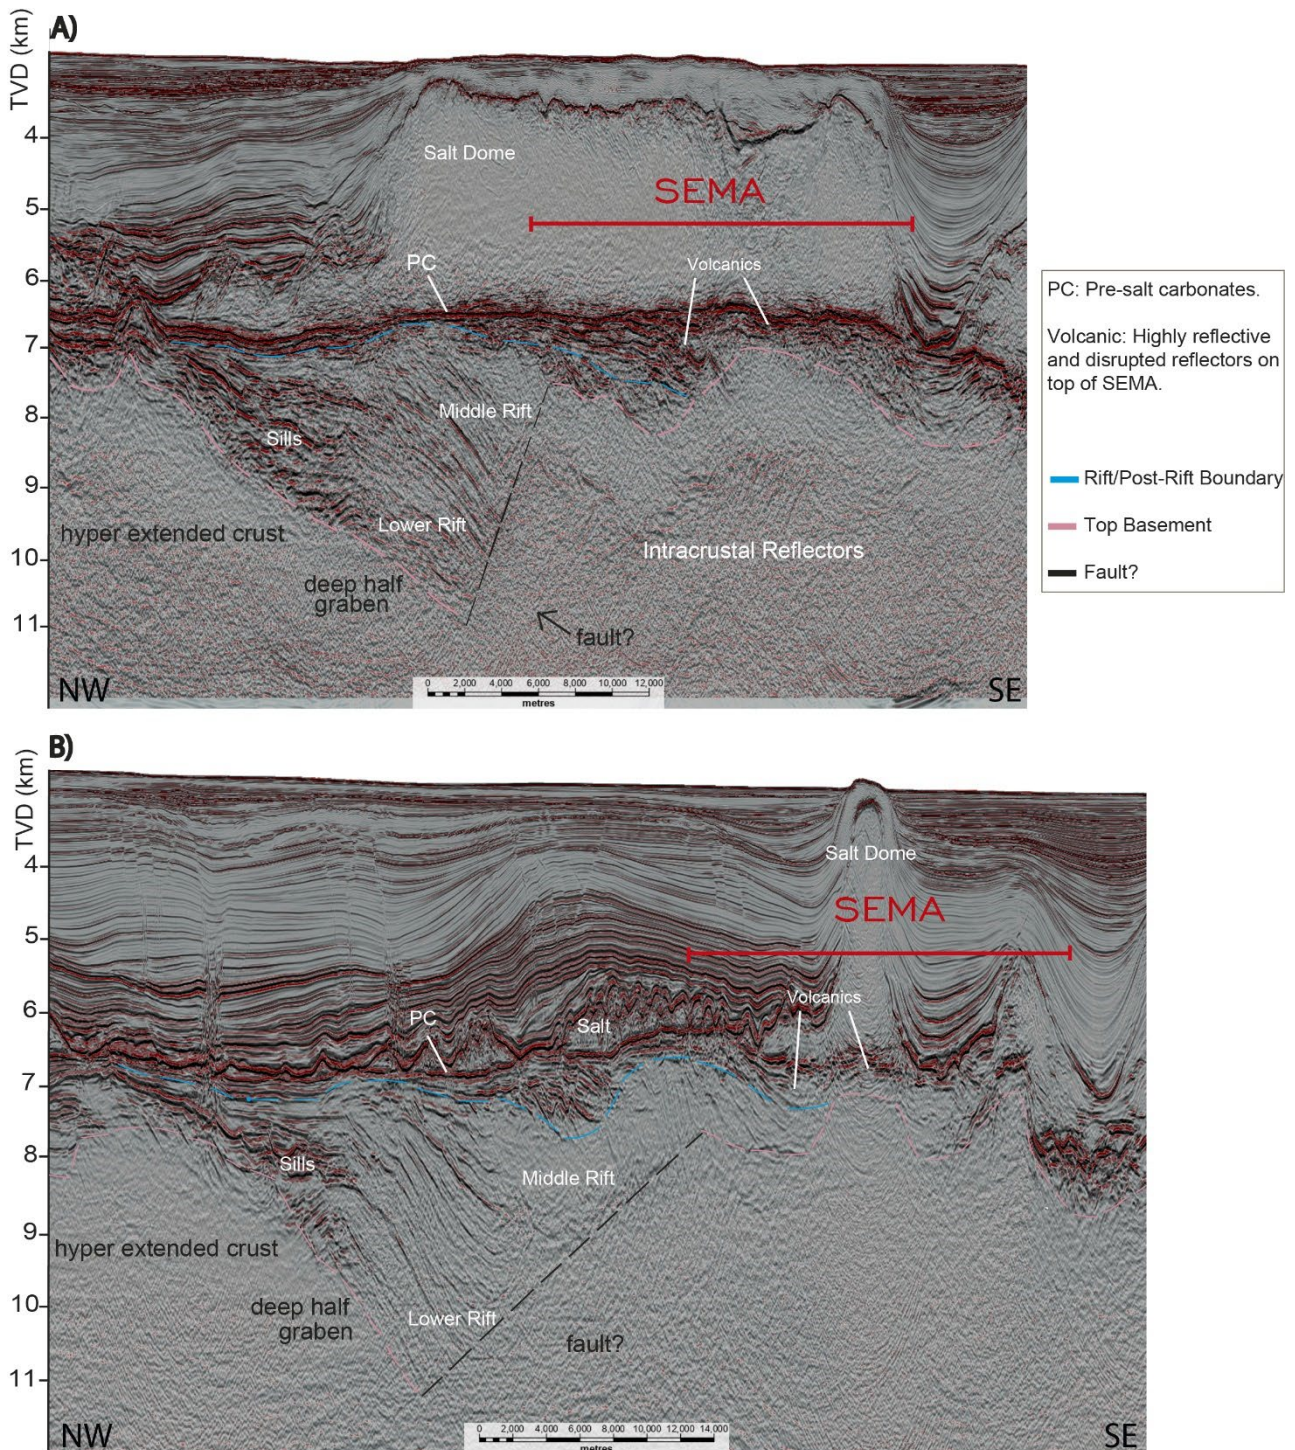 A)
TVD (km)
4
5
6
7
8
9
10
11
Salt Dome
SEMA
PC
Volcanics
Middle Rift
Sills
Lower Rift
hyper extended crust
Intracrustal Reflectors
deep half
graben
fault?
NW
SE
0 2,000 4,000 6,000 8,000 10,000 12,000
metres
PC: Pre-salt carbonates.
Volcanic: Highly reflective
and disrupted reflectors on
top of SEMA.
Rift/Post-Rift Boundary
Top Basement
Fault?
B)
TVD (km)
4
5
6
7
8
9
10
11
Salt Dome
SEMA
Volcanics
PC
Salt
Sills
Middle Rift
hyper extended crust
deep half
graben
Lower Rift
fault?
NW
SE
0 2,000 4,000 6,000 8,000 10,000 12,000 14,000
metres